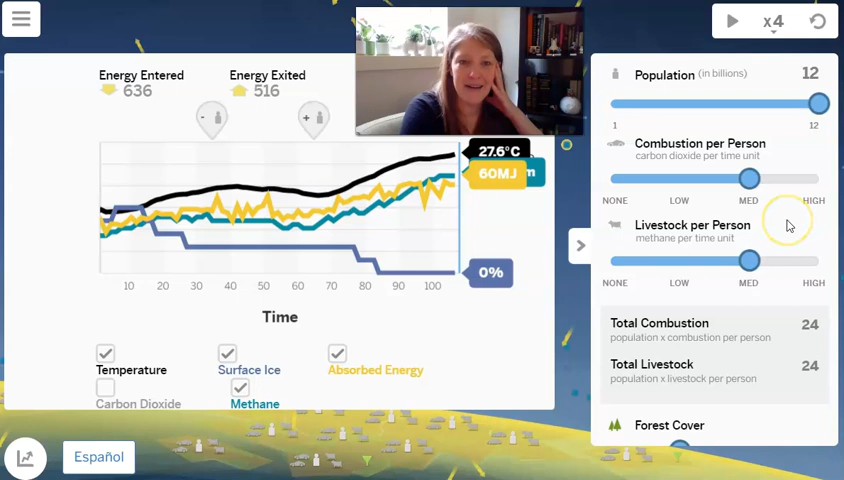 x4
Energy Entered
636
Energy Exited
516
- +
27.6°C
m
60MJ
0%
10 20 30 40 50 60 70 80 90 100
Time
Temperature
Surface Ice
Absorbed Energy
Carbon Dioxide
Methane
Español
Population (in billions) 12
1 12
Combustion per Person
carbon dioxide per time unit
NONE LOW MED HIGH
Livestock per Person
methane per time unit
NONE LOW MED HIGH
Total Combustion 24
population x combustion per person
Total Livestock 24
population x livestock per person
Forest Cover